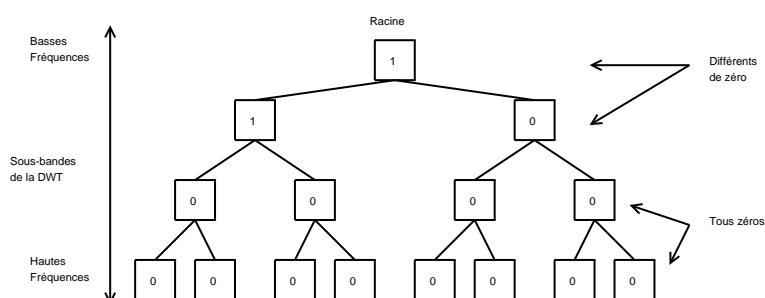 Racine
Basses
Fréquences
1
Différents
de zéro
1
0
Sous-bandes
de la DWT
0
0
0
0
Tous zéros
Hautes
Fréquences
0
0
0
0
0
0
0
0